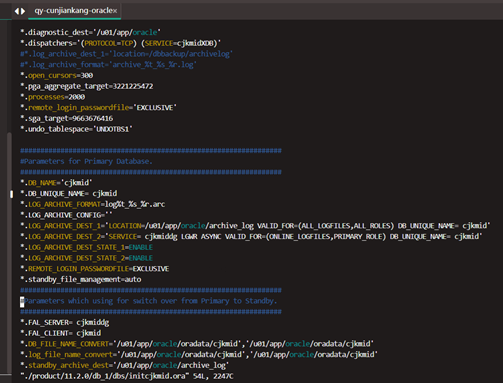 qy-cunjiankang-oracle×
*.diagnostic_dest='/u01/app/oracle'
*.dispatchers='(PROTOCOL=TCP) (SERVICE=cjkmidXDB)'
#*.log_archive_dest_1='location=/dbbackup/archivelog'
#*.log_archive_format='archive_%t_%s_%r.log'
*.open_cursors=300
*.pga_aggregate_target=3221225472
*.processes=2000
*.remote_login_passwordfile='EXCLUSIVE'
*.sga_target=9663676416
*.undo_tablespace='UNDOTBS1'
##############################################################
#Parameters for Primary Database.
##############################################################
*.DB_NAME='cjkmid'
*.DB_UNIQUE_NAME= cjkmid
*.LOG_ARCHIVE_FORMAT=log%t_%s_%r.arc
*.LOG_ARCHIVE_CONFIG=''
*.LOG_ARCHIVE_DEST_1='LOCATION=/u01/app/oracle/archive_log VALID_FOR=(ALL_LOGFILES,ALL_ROLES) DB_UNIQUE_NAME= cjkmid'
*.LOG_ARCHIVE_DEST_2='SERVICE= cjkmiddg LGWR ASYNC VALID_FOR=(ONLINE_LOGFILES,PRIMARY_ROLE) DB_UNIQUE_NAME= cjkmid'
*.LOG_ARCHIVE_DEST_STATE_1=ENABLE
*.LOG_ARCHIVE_DEST_STATE_2=ENABLE
*.REMOTE_LOGIN_PASSWORDFILE=EXCLUSIVE
*.standby_file_management=auto
##############################################################
#Parameters which using for switch over from Primary to Standby.
##############################################################
*.FAL_SERVER= cjkmiddg
*.FAL_CLIENT= cjkmid
*.DB_FILE_NAME_CONVERT='/u01/app/oracle/oradata/cjkmid','/u01/app/oracle/oradata/cjkmid'
*.log_file_name_convert='/u01/app/oracle/oradata/cjkmid','/u01/app/oracle/oradata/cjkmid'
*.standby_archive_dest='/u01/app/oracle/archive_log'
"./product/11.2.0/db_1/dbs/initcjkmid.ora" 54L, 2247C